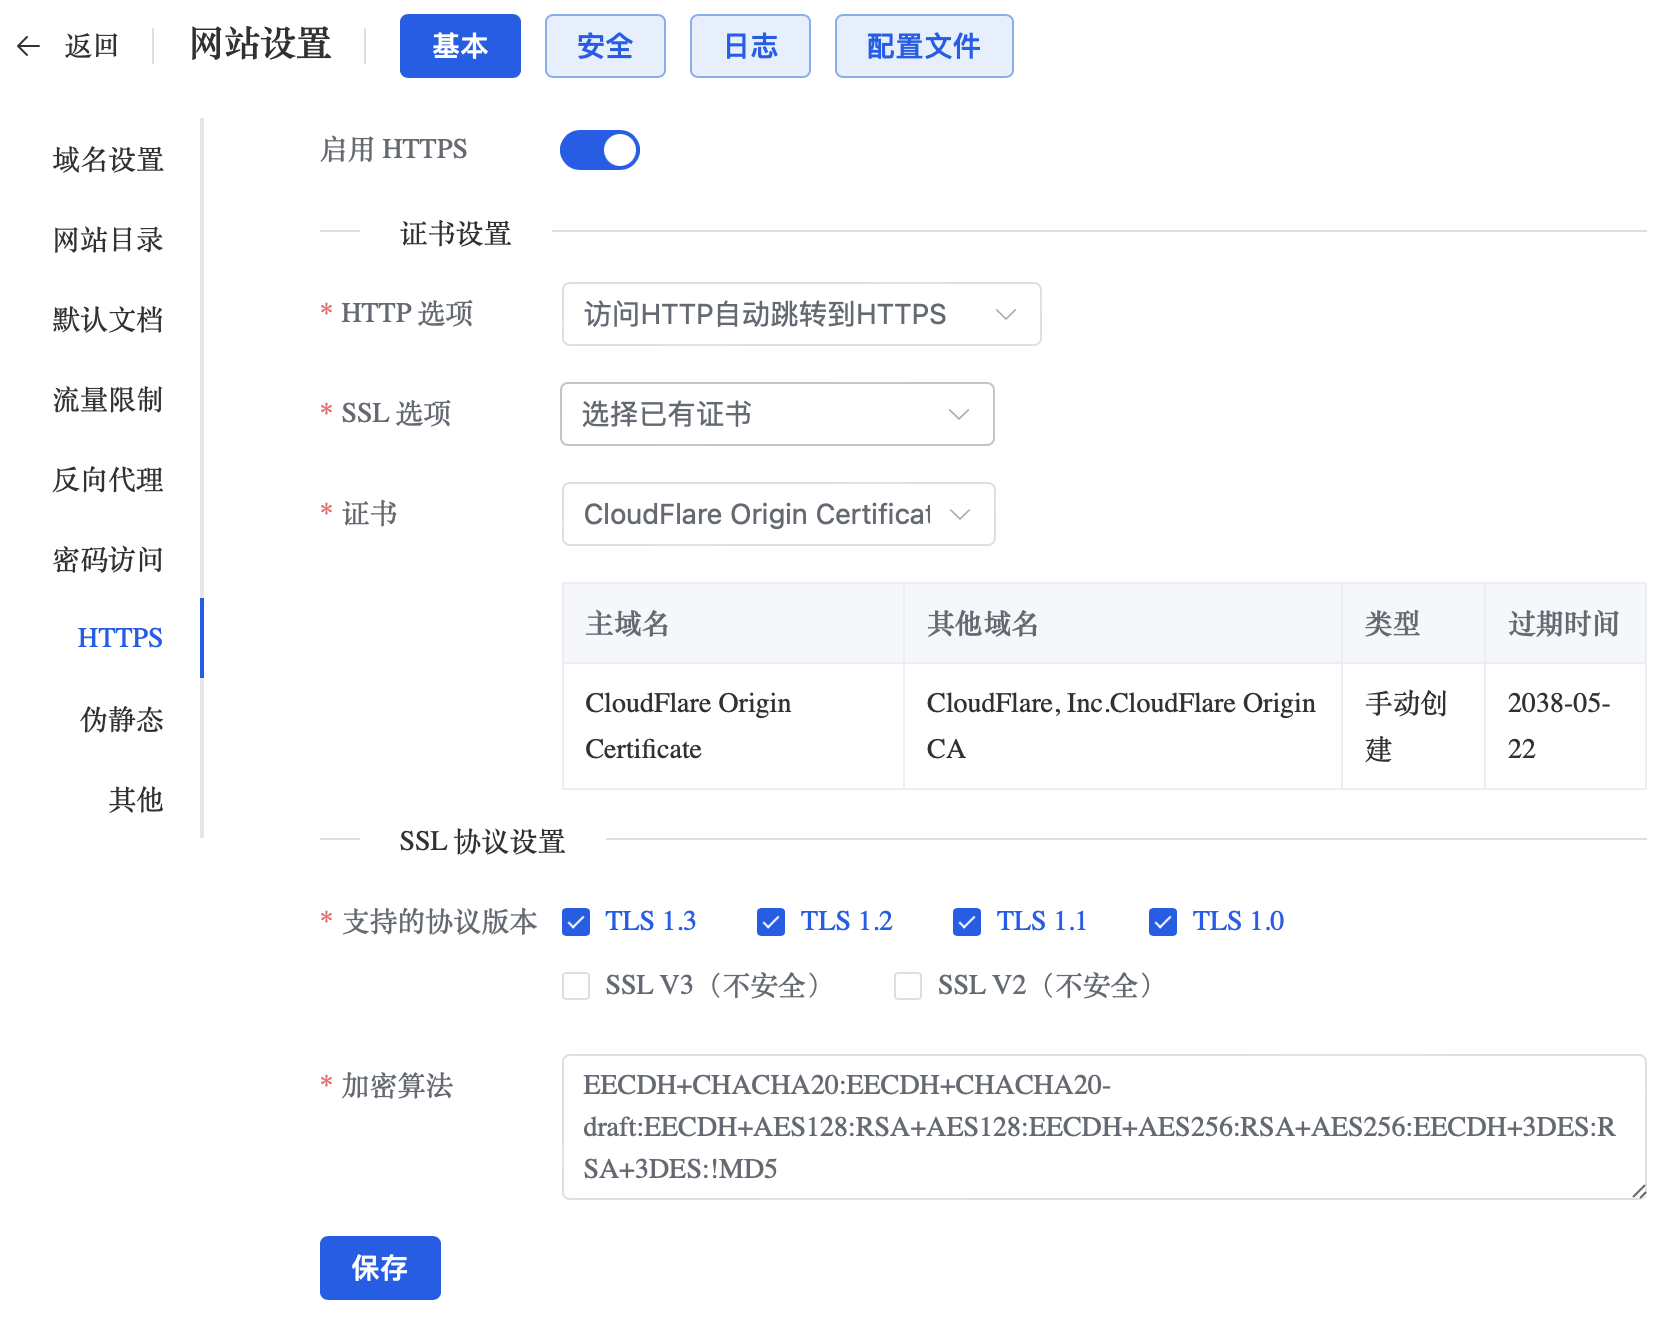 返回
网站设置
基本
安全
日志
配置文件
域名设置
网站目录
默认文档
流量限制
反向代理
密码访问
HTTPS
伪静态
其他
启用 HTTPS
证书设置
* HTTP 选项
访问HTTP自动跳转到HTTPS
* SSL 选项
选择已有证书
* 证书
CloudFlare Origin Certificat
主域名
其他域名
类型
过期时间
CloudFlare Origin
Certificate
CloudFlare, Inc.CloudFlare Origin
CA
手动创
建
2038-05-
22
SSL 协议设置
* 支持的协议版本
TLS 1.3
TLS 1.2
TLS 1.1
TLS 1.0
SSL V3（不安全）
SSL V2（不安全）
* 加密算法
EECDH+CHACHA20:EECDH+CHACHA20-
draft:EECDH+AES128:RSA+AES128:EECDH+AES256:RSA+AES256:EECDH+3DES:R
SA+3DES:!MD5
保存